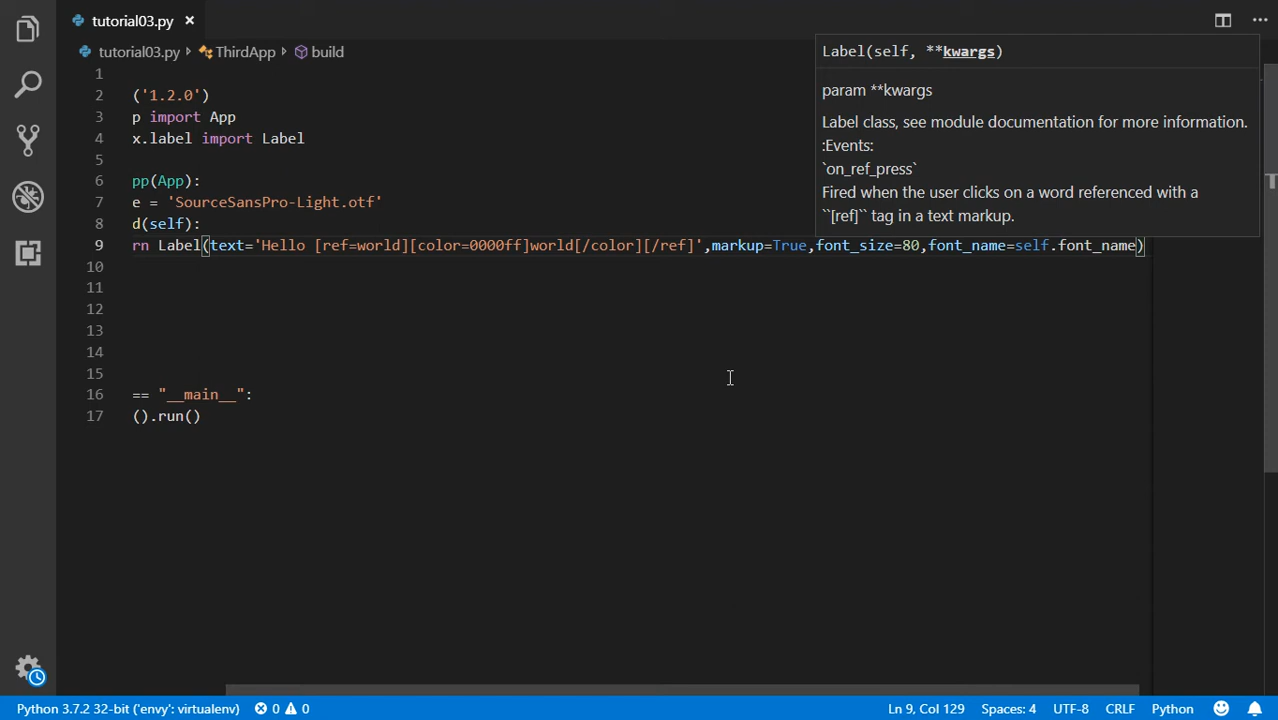 tutorial03.py ×
tutorial03.py ThirdApp build
Label(self, **kwargs)
param **kwargs
Label class, see module documentation for more information.
:Events:
`on_ref_press`
Fired when the user clicks on a word referenced with a
``[ref]`` tag in a text markup.
1
2 ('1.2.0')
3 p import App
4 x.label import Label
5
6 pp(App):
7 e = 'SourceSansPro-Light.otf'
8 d(self):
9 rn Label(text='Hello [ref=world][color=0000ff]world[/color][/ref]',markup=True,font_size=80,font_name=self.font_name)
10
11
12
13
14
15
16 == "__main__":
17 ().run()
Python 3.7.2 32-bit ('envy': virtualenv) 0 0 Ln 9, Col 129 Spaces: 4 UTF-8 CRLF Python